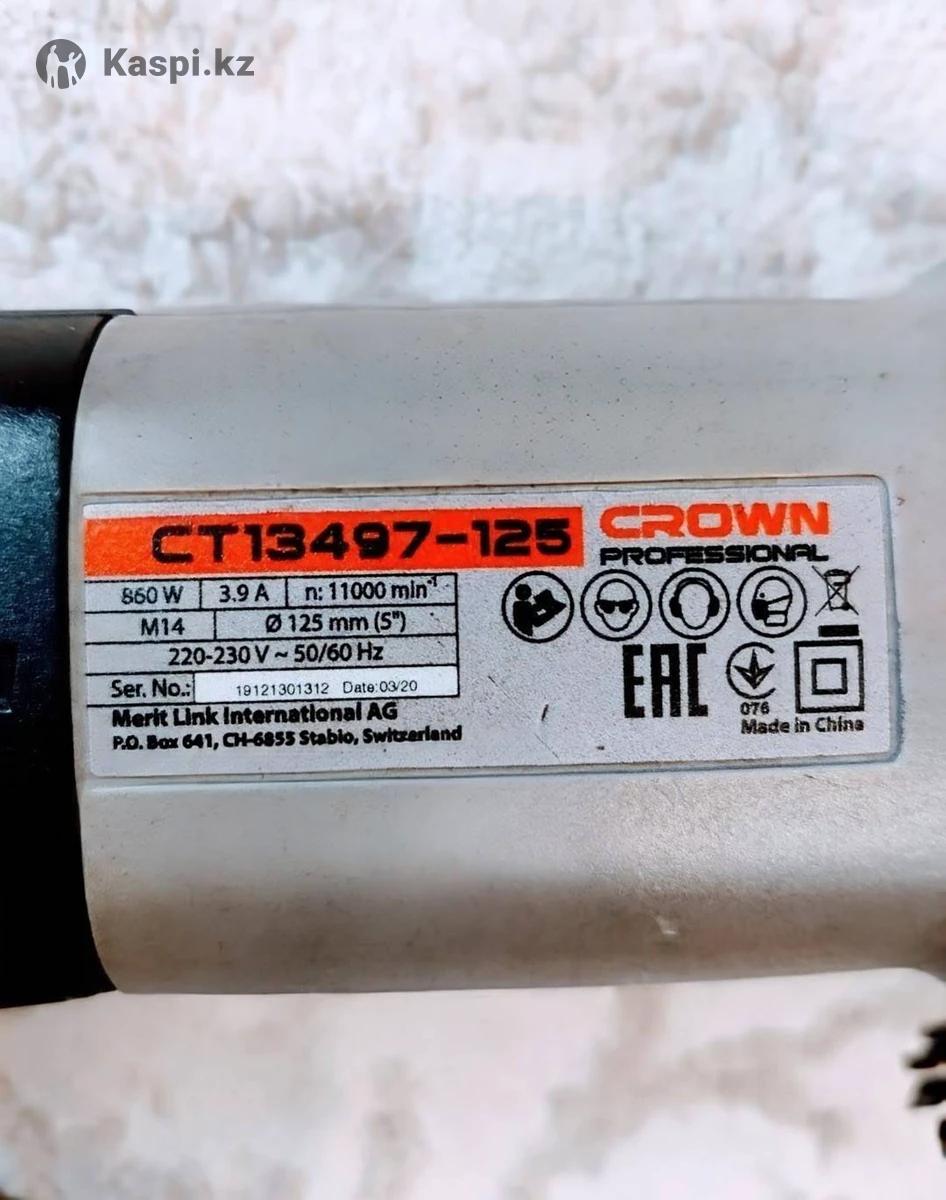 Kaspi.kz
CT13497-125
CROWN
PROFESSIONAL
860 W 3.9 A n: 11000 min⁻¹
M14 Ø 125 mm (5")
220-230 V ~ 50/60 Hz
Ser. No.: 19121301312 Date:03/20
Merit Link International AG
P.O. Box 641, CH-6855 Stabio, Switzerland
EAC
076
Made in China